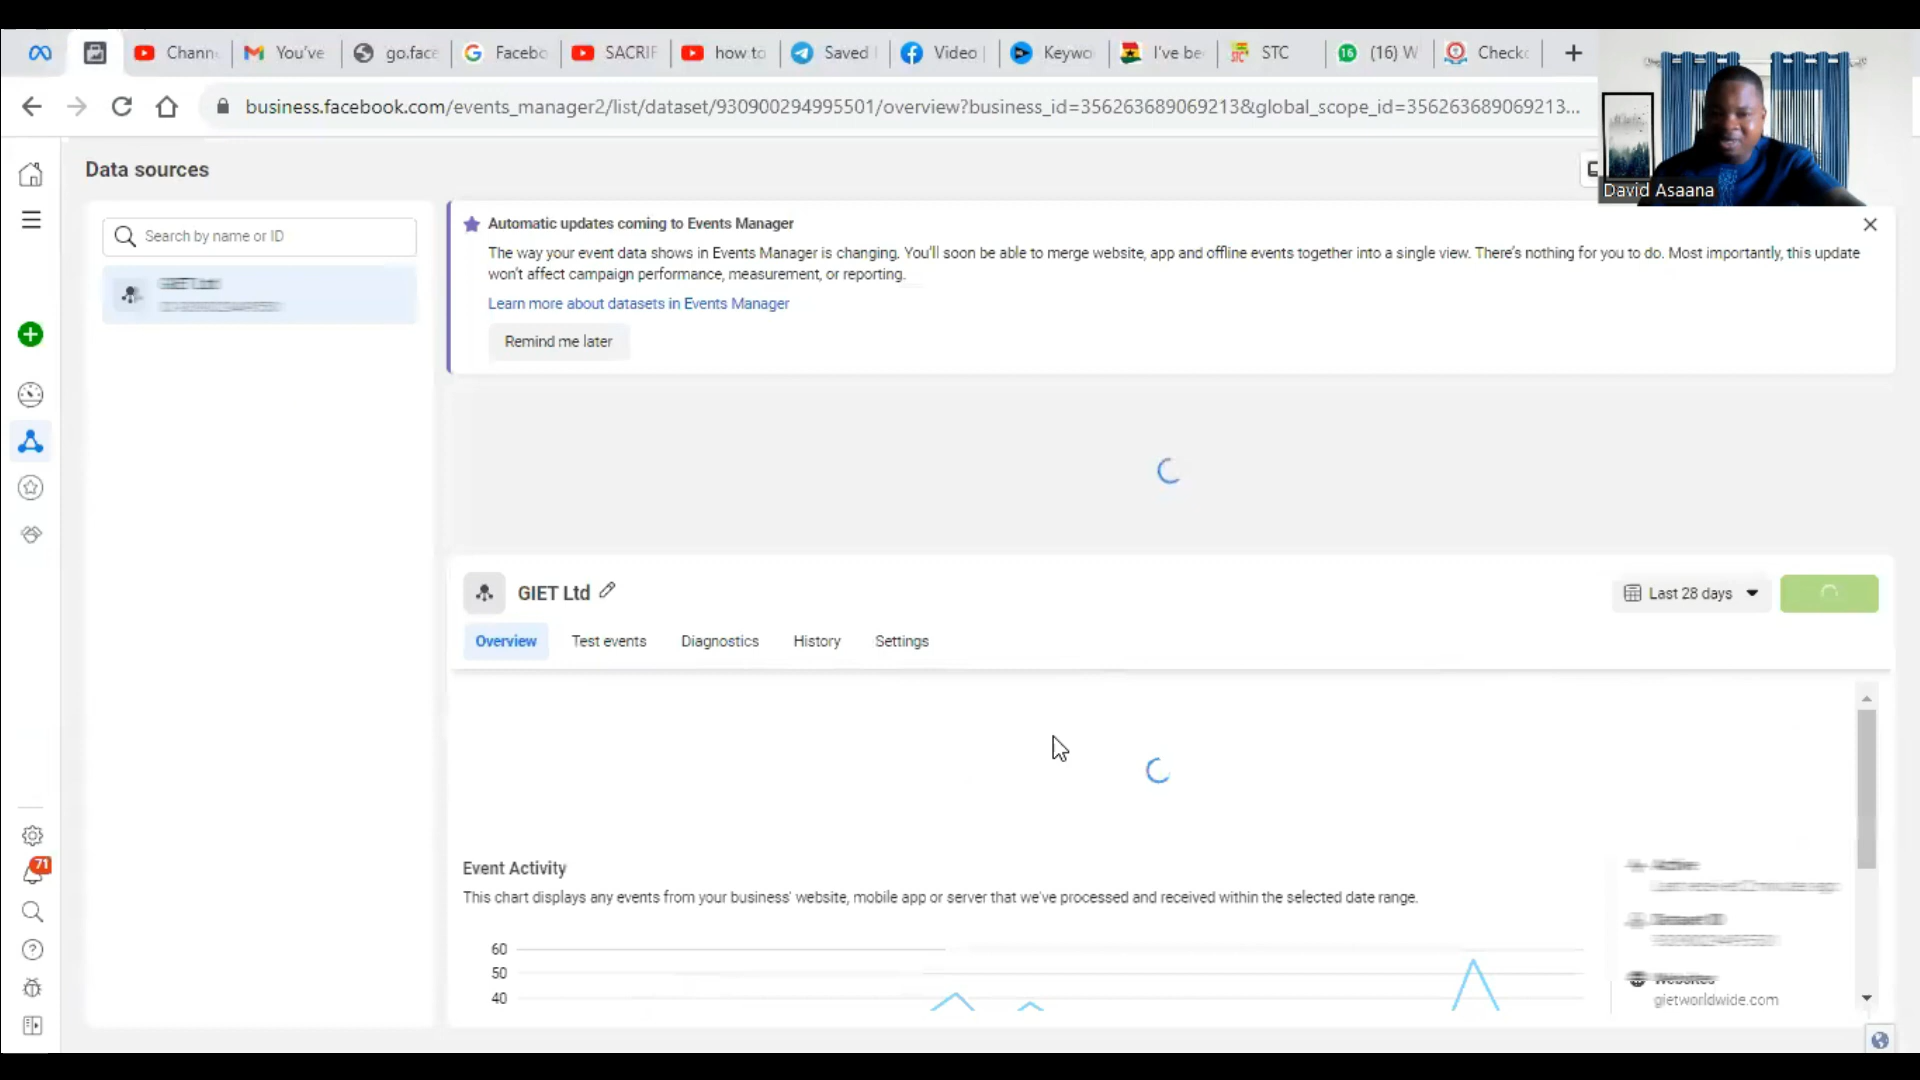 Chann
You've
go.face
Facebo
SACRIF
how to
Saved
Video
Keywo
I've be
STC
16
(16) W
Checko
business.facebook.com/events_manager2/list/dataset/930900294995501/overview?business_id=356263689069213&global_scope_id=356263689069213...
David Asaana
Data sources
Search by name or ID
GIET Ltd
Automatic updates coming to Events Manager
The way your event data shows in Events Manager is changing. You'll soon be able to merge website, app and offline events together into a single view. There's nothing for you to do. Most importantly, this update
won't affect campaign performance, measurement, or reporting.
Learn more about datasets in Events Manager
Remind me later
GIET Ltd
Last 28 days
Overview
Test events
Diagnostics
History
Settings
Event Activity
This chart displays any events from your business' website, mobile app or server that we've processed and received within the selected date range.
60
50
40
Websites
gietworldwide.com
71